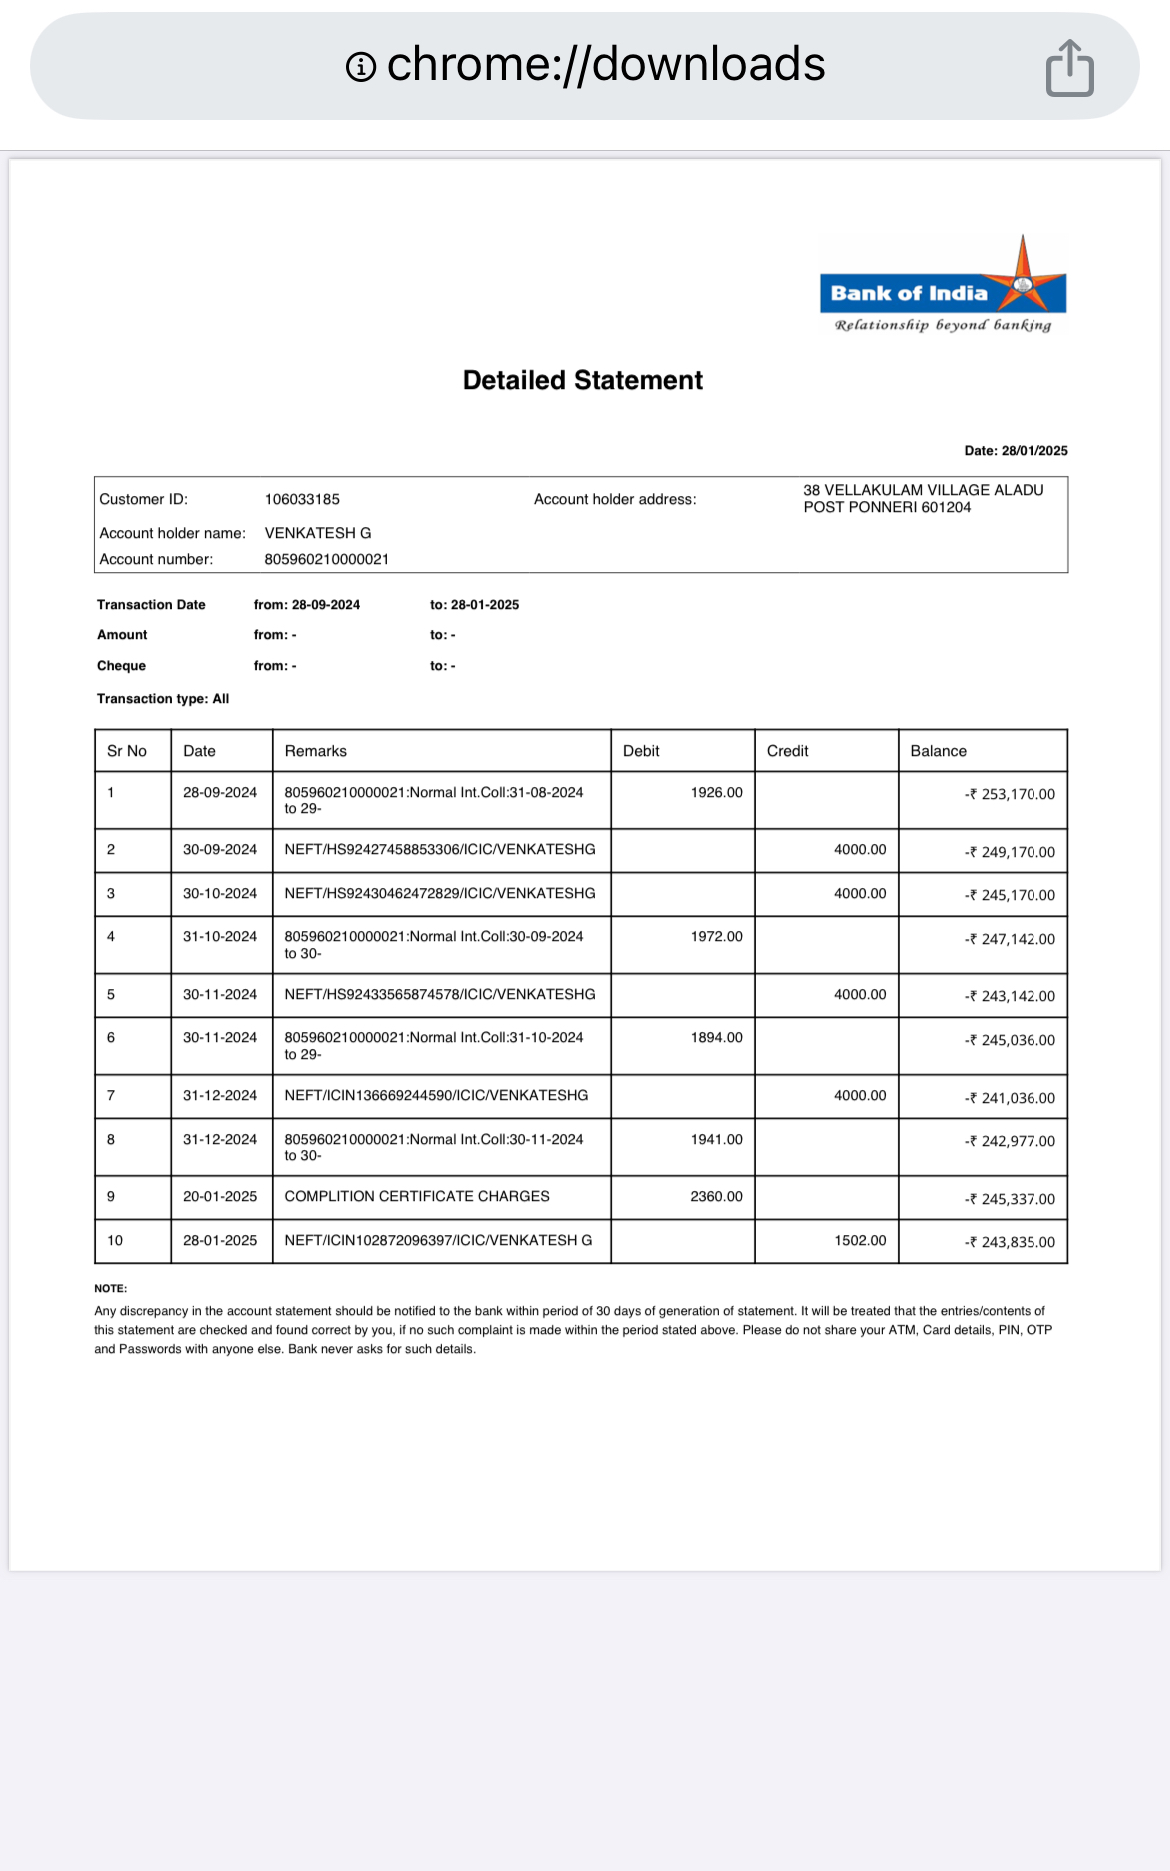 chrome://downloads
Bank of India
Relationship beyond banking
Detailed Statement
Date: 28/01/2025
Customer ID: 106033185 Account holder address: 38 VELLAKULAM VILLAGE ALADU
POST PONNERI 601204
Account holder name: VENKATESH G
Account number: 805960210000021
Transaction Date from: 28-09-2024 to: 28-01-2025
Amount from: - to: -
Cheque from: - to: -
Transaction type: All
Sr No Date Remarks Debit Credit Balance
1 28-09-2024 805960210000021:Normal Int.Coll:31-08-2024 1926.00 -₹ 253,170.00
to 29-
2 30-09-2024 NEFT/HS92427458853306/ICIC/VENKATESHG 4000.00 -₹ 249,170.00
3 30-10-2024 NEFT/HS92430462472829/ICIC/VENKATESHG 4000.00 -₹ 245,170.00
4 31-10-2024 805960210000021:Normal Int.Coll:30-09-2024 1972.00 -₹ 247,142.00
to 30-
5 30-11-2024 NEFT/HS92433565874578/ICIC/VENKATESHG 4000.00 -₹ 243,142.00
6 30-11-2024 805960210000021:Normal Int.Coll:31-10-2024 1894.00 -₹ 245,036.00
to 29-
7 31-12-2024 NEFT/ICIN136669244590/ICIC/VENKATESHG 4000.00 -₹ 241,036.00
8 31-12-2024 805960210000021:Normal Int.Coll:30-11-2024 1941.00 -₹ 242,977.00
to 30-
9 20-01-2025 COMPLITION CERTIFICATE CHARGES 2360.00 -₹ 245,337.00
10 28-01-2025 NEFT/ICIN102872096397/ICIC/VENKATESH G 1502.00 -₹ 243,835.00
NOTE:
Any discrepancy in the account statement should be notified to the bank within period of 30 days of generation of statement. It will be treated that the entries/contents of
this statement are checked and found correct by you, if no such complaint is made within the period stated above. Please do not share your ATM, Card details, PIN, OTP
and Passwords with anyone else. Bank never asks for such details.